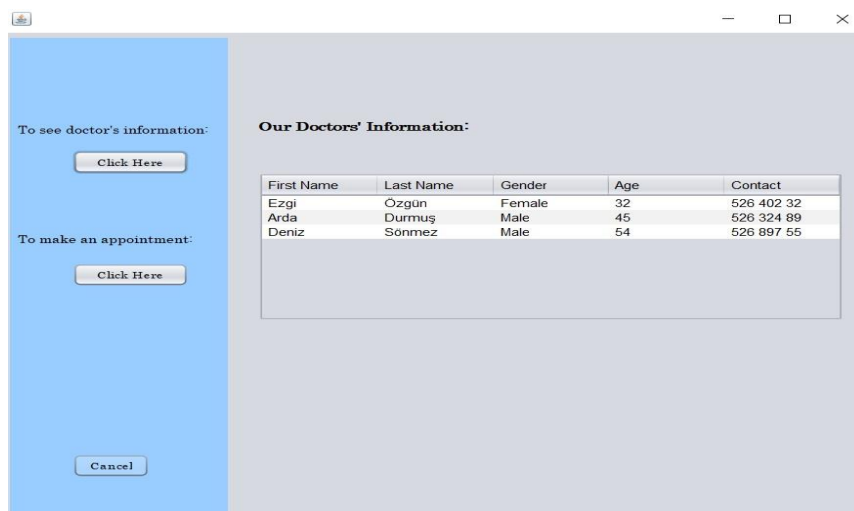 To see doctor's information:
Click Here
To make an appointment:
Click Here
Cancel
Our Doctors' Information:
First Name Last Name Gender Age Contact
Ezgi Özgün Female 32 526 402 32
Arda Durmuş Male 45 526 324 89
Deniz Sönmez Male 54 526 897 55